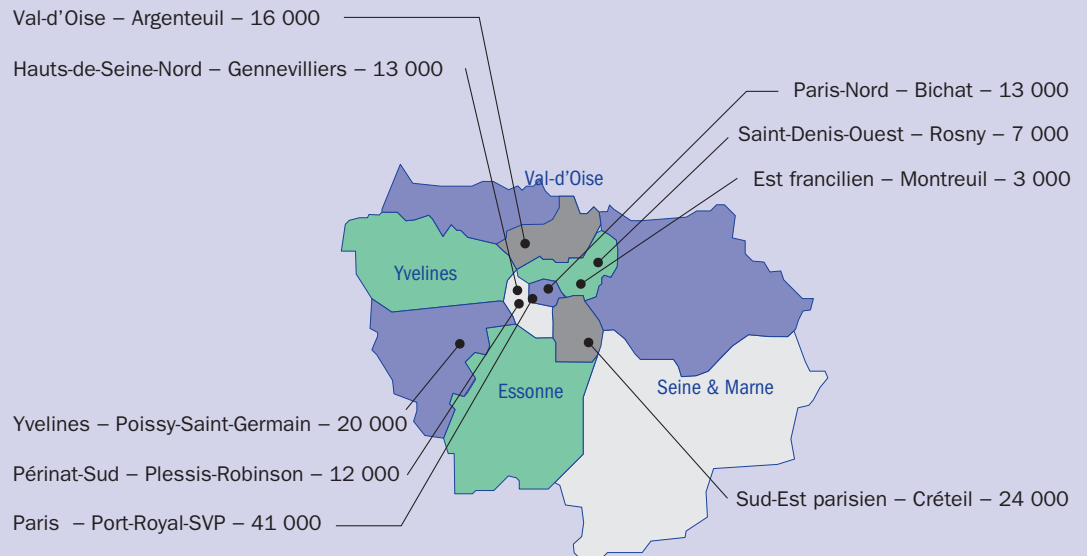 Val-d'Oise – Argenteuil – 16 000
Hauts-de-Seine-Nord – Gennevilliers – 13 000
Paris-Nord – Bichat – 13 000
Saint-Denis-Ouest – Rosny – 7 000
Est francilien – Montreuil – 3 000
Val-d'Oise
Yvelines
Essonne
Seine & Marne
Yvelines – Poissy-Saint-Germain – 20 000
Périnat-Sud – Plessis-Robinson – 12 000
Paris – Port-Royal-SVP – 41 000
Sud-Est parisien – Créteil – 24 000